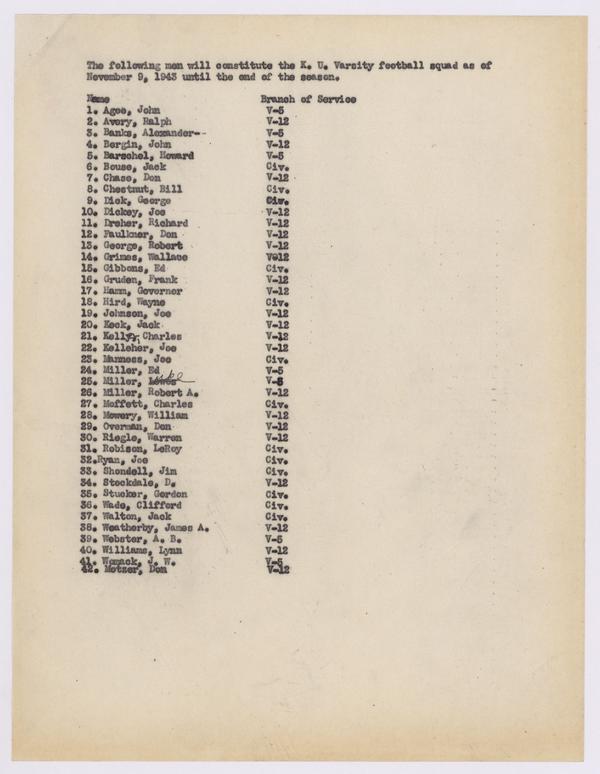 The following men will constitute the K. U. Varsity football squad as of
November 9, 1943 until the end of the season.
Name Branch of Service
1. Agee, John V-5
2. Avery, Ralph V-12
3. Banks, Alexander-- V-5
4. Bergin, John V-12
5. Barschel, Howard V-5
6. Bouse, Jack Civ.
7. Chase, Don V-12
8. Chestnut, Bill Civ.
9. Dick, George Civ.
10. Dickey, Joe V-12
11. Dreher, Richard V-12
12. Faulkner, Don V-12
13. George, Robert V-12
14. Grimes, Wallace V912
15. Gibbons, Ed Civ.
16. Gruden, Frank V-12
17. Hamm, Governor V-12
18. Hird, Wayne Civ.
19. Johnson, Joe V-12
20. Keck, Jack V-12
21. Kelly, Charles V-12
22. Kelleher, Joe V-12
23. Manness, Joe Civ.
24. Miller, Ed V-5
25. Miller, V-5
26. Miller, Robert A. V-12
27. Moffett, Charles Civ.
28. Mowery, William V-12
29. Overman, Don V-12
30. Riegle, Warren V-12
31. Robison, LeRoy Civ.
32.Ryan, Joe Civ.
33. Shondell, Jim Civ.
34. Stockdale, D. V-12
35. Stucker, Gordon Civ.
36. Wade, Clifford Civ.
37. Walton, Jack Civ.
38. Weatherby, James A. V-12
39. Webster, A. B. V-5
40. Williams, Lynn V-12
41. Womack, J. W. V-5
42. Motzer, Don V-12